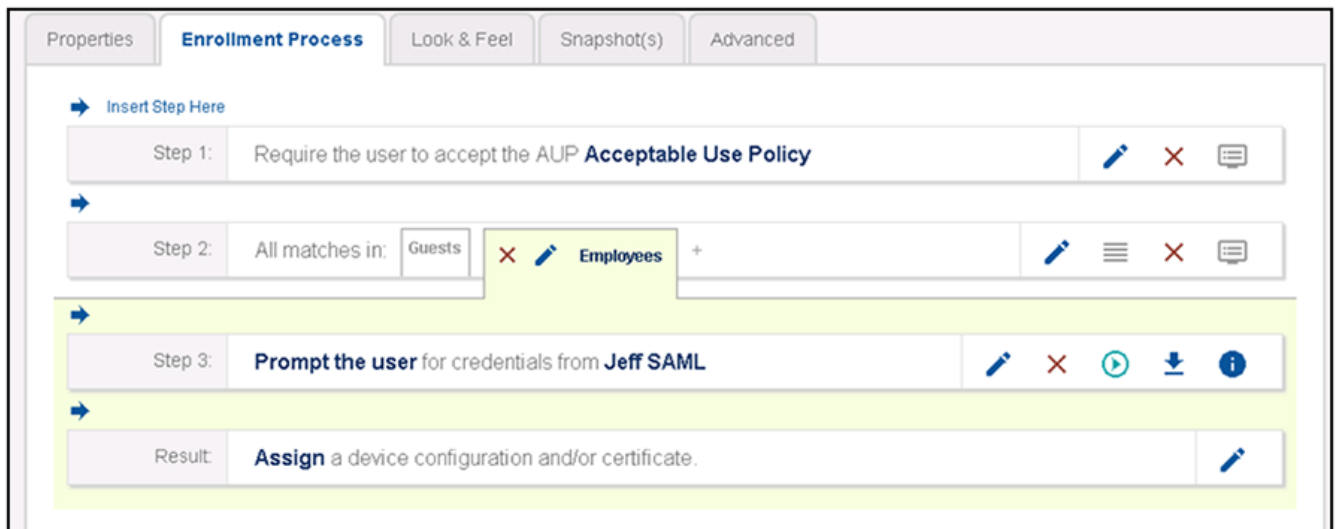 Properties Enrollment Process Look & Feel Snapshot(s) Advanced
Insert Step Here
Step 1: Require the user to accept the AUP Acceptable Use Policy
Step 2: All matches in: Guests Employees +
Step 3: Prompt the user for credentials from Jeff SAML
Result: Assign a device configuration and/or certificate.